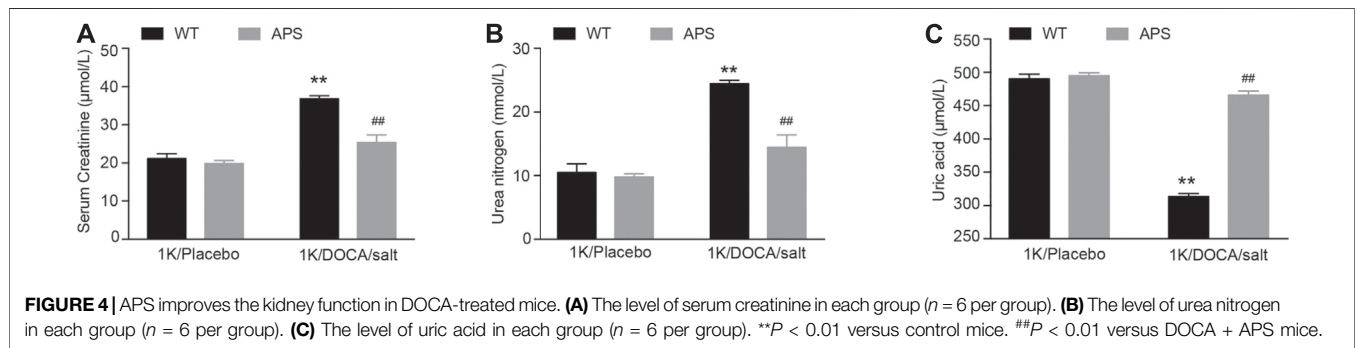 A
WT APS
Serum Creatinine (μmol/L)
50
40
30
20
10
0
**
##
1K/Placebo 1K/DOCA/salt
B
WT APS
Urea nitrogen (mmol/L)
30
20
10
0
**
##
1K/Placebo 1K/DOCA/salt
C
WT APS
Uric acid (μmol/L)
550
500
450
400
350
300
250
**
##
1K/Placebo 1K/DOCA/salt
FIGURE 4 | APS improves the kidney function in DOCA-treated mice. (A) The level of serum creatinine in each group (n = 6 per group). (B) The level of urea nitrogen
in each group (n = 6 per group). (C) The level of uric acid in each group (n = 6 per group). **P < 0.01 versus control mice. ##P < 0.01 versus DOCA + APS mice.